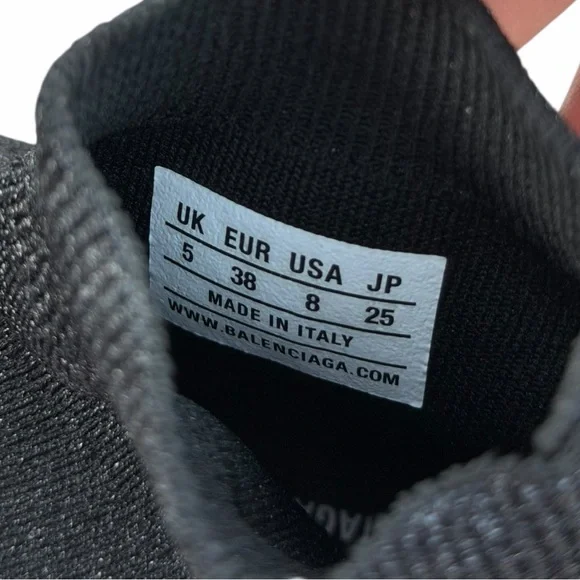 UK EUR USA JP
5 38 8 25
MADE IN ITALY
WWW.BALENCIAGA.COM